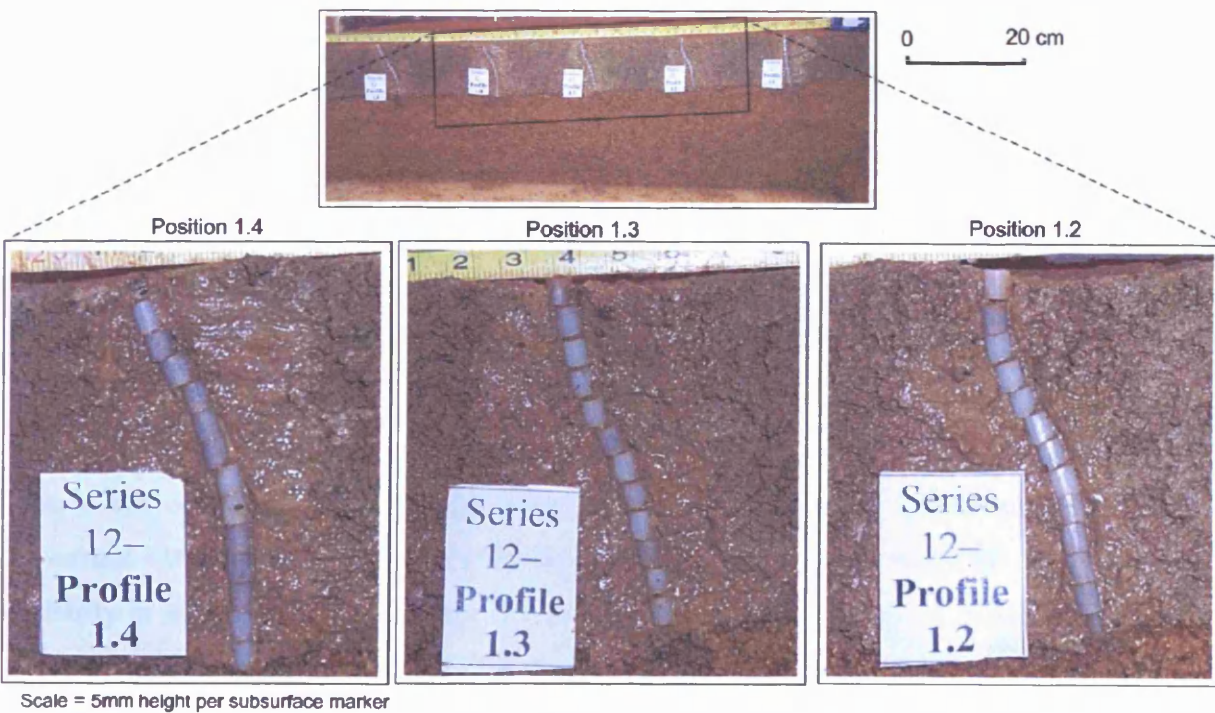 0 20 cm
Position 1.4
Position 1.3
Position 1.2
1 2 3 4 5 6
Series
12–
Profile
1.4
Series
12–
Profile
1.3
Series
12–
Profile
1.2
Scale = 5mm height per subsurface marker